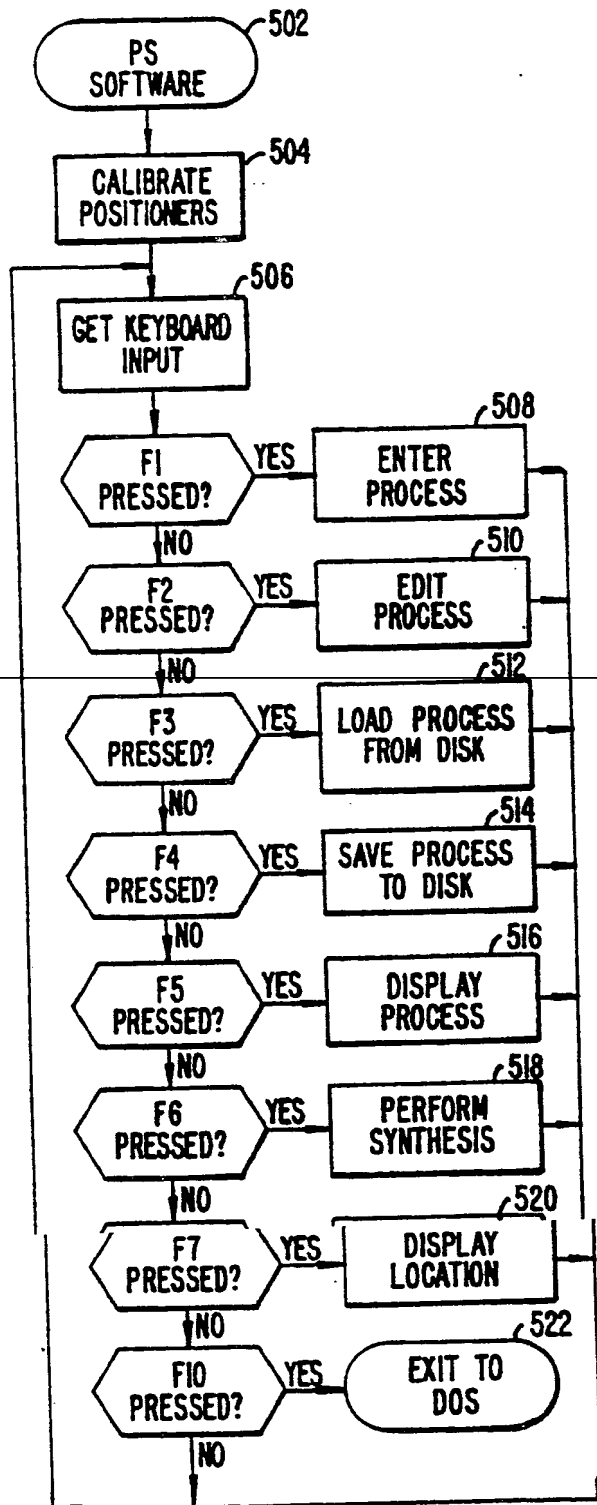 502
PS
SOFTWARE
504
CALIBRATE
POSITIONERS
506
GET KEYBOARD
INPUT
508
F1
PRESSED?
YES
ENTER
PROCESS
NO
510
F2
PRESSED?
YES
EDIT
PROCESS
NO
512
F3
PRESSED?
YES
LOAD PROCESS
FROM DISK
NO
514
F4
PRESSED?
YES
SAVE PROCESS
TO DISK
NO
516
F5
PRESSED?
YES
DISPLAY
PROCESS
NO
518
F6
PRESSED?
YES
PERFORM
SYNTHESIS
NO
520
F7
PRESSED?
YES
DISPLAY
LOCATION
NO
522
F10
PRESSED?
YES
EXIT TO
DOS
NO